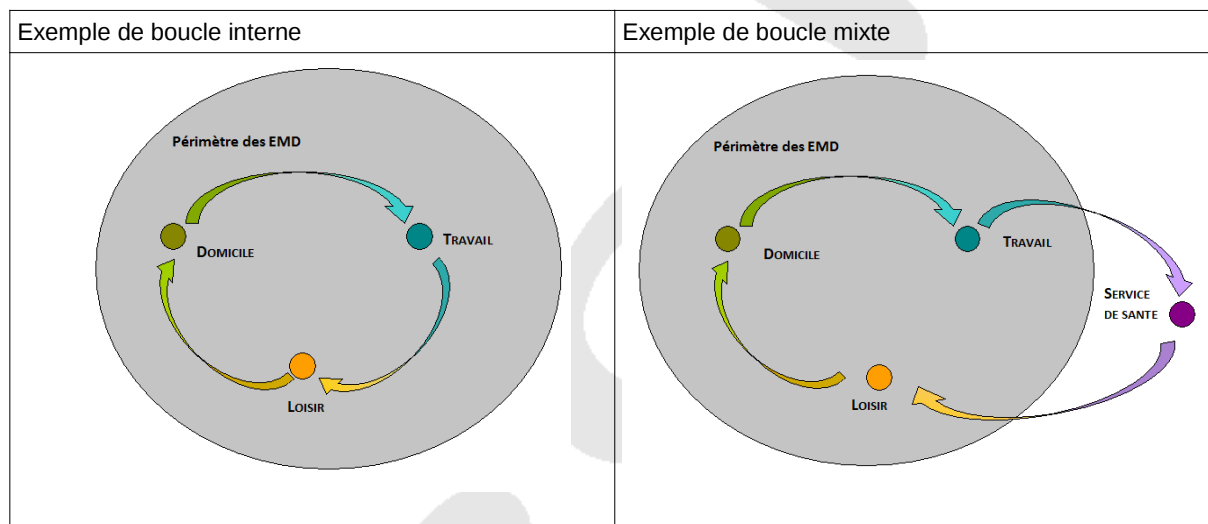 Exemple de boucle interne
Exemple de boucle mixte
Périmètre des EMD
DOMICILE
TRAVAIL
LOISIR
Périmètre des EMD
DOMICILE
TRAVAIL
SERVICE
DE SANTE
LOISIR